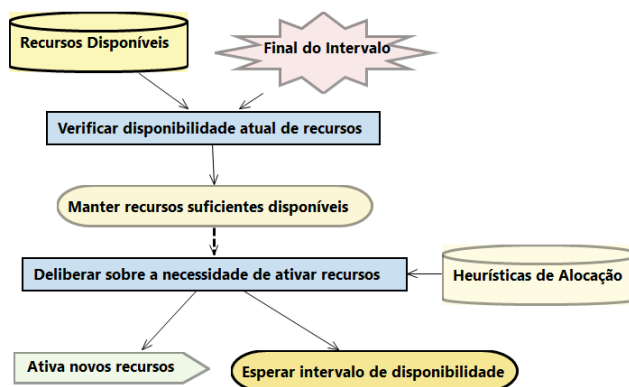 Recursos Disponíveis
Final do Intervalo
Verificar disponibilidade atual de recursos
Manter recursos suficientes disponíveis
Deliberar sobre a necessidade de ativar recursos
Heurísticas de Alocação
Ativa novos recursos
Esperar intervalo de disponibilidade